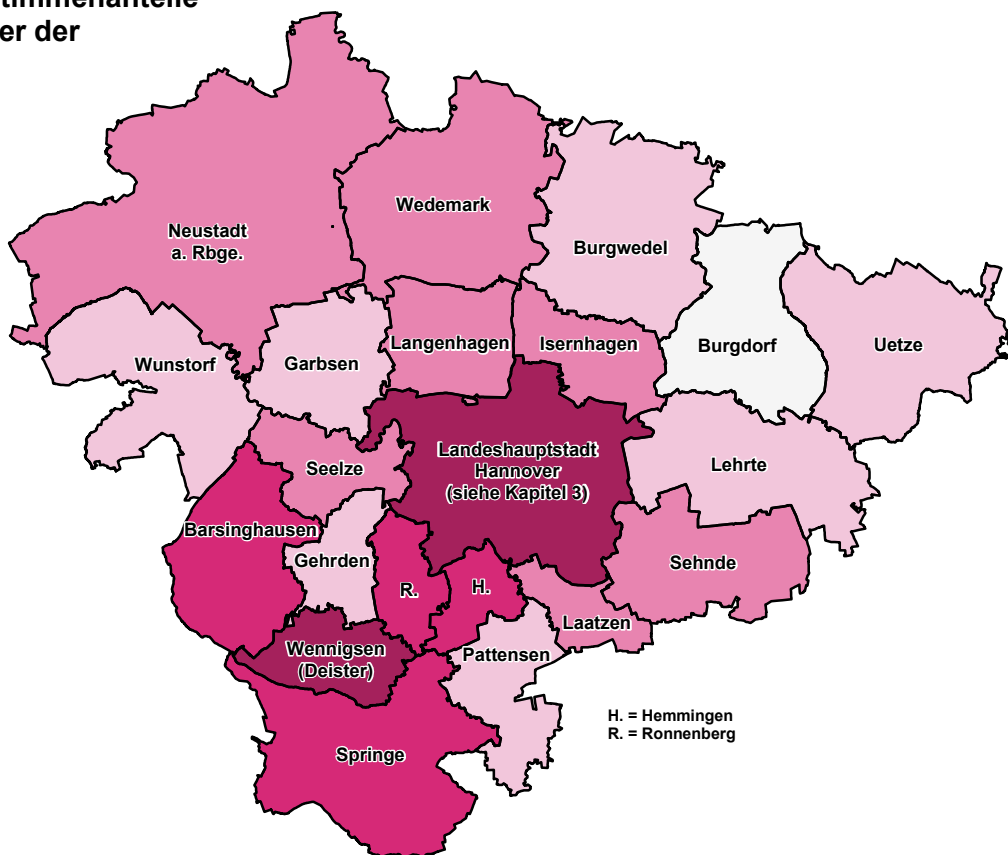 er der
Wedemark
Neustadt
a. Rbge.
Burgwedel
Wunstorf
Garbsen
Langenhagen
Isernhagen
Burgdorf
Uetze
Seelze
Landeshauptstadt
Hannover
(siehe Kapitel 3)
Lehrte
Barsinghausen
Gehrden
R.
H.
Sehnde
Laatzen
Wennigsen
(Deister)
Pattensen
H. = Hemmingen
R. = Ronnenberg
Springe